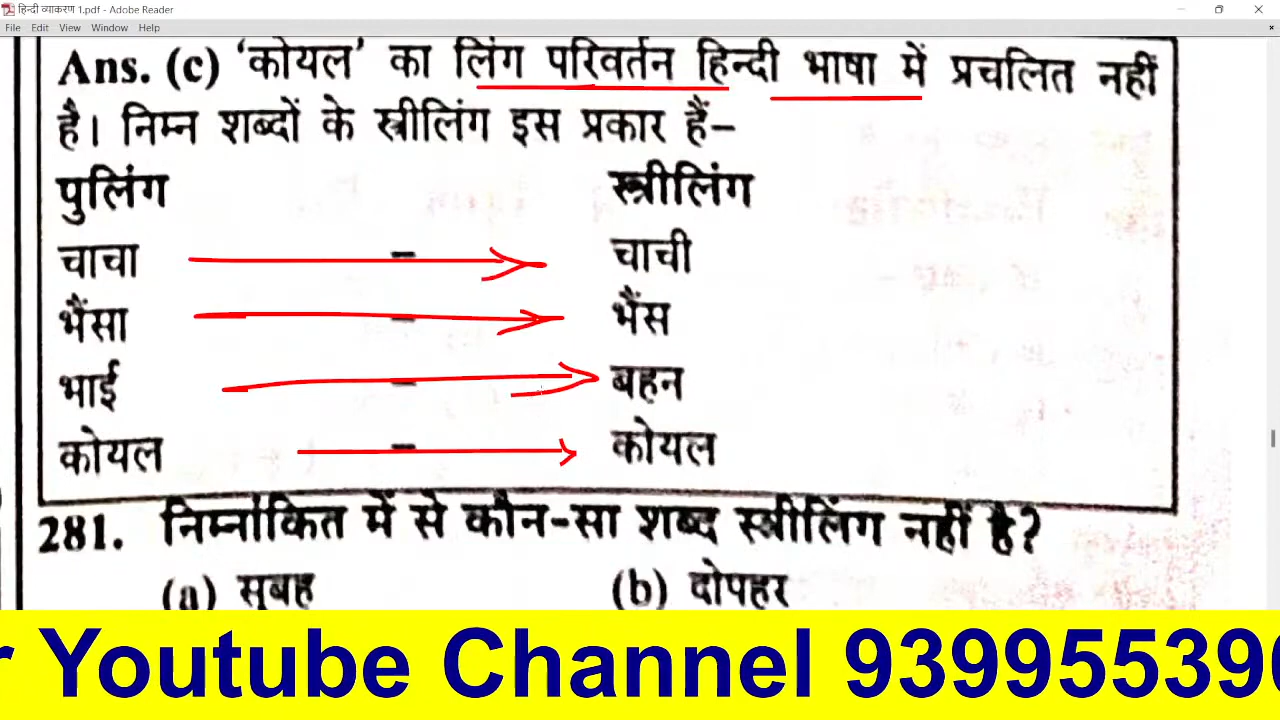 हिन्दी व्याकरण 1.pdf - Adobe Reader
File Edit View Window Help
Ans. (c) 'कोयल' का लिंग परिवर्तन हिन्दी भाषा में प्रचलित नहीं
है। निम्न शब्दों के स्त्रीलिंग इस प्रकार हैं–
पुलिंग स्त्रीलिंग
चाचा – चाची
भैंसा – भैंस
भाई – बहन
कोयल – कोयल
281. निम्नांकित में से कौन-सा शब्द स्त्रीलिंग नहीं है?
(a) सुबह (b) दोपहर
Youtube Channel 93995539